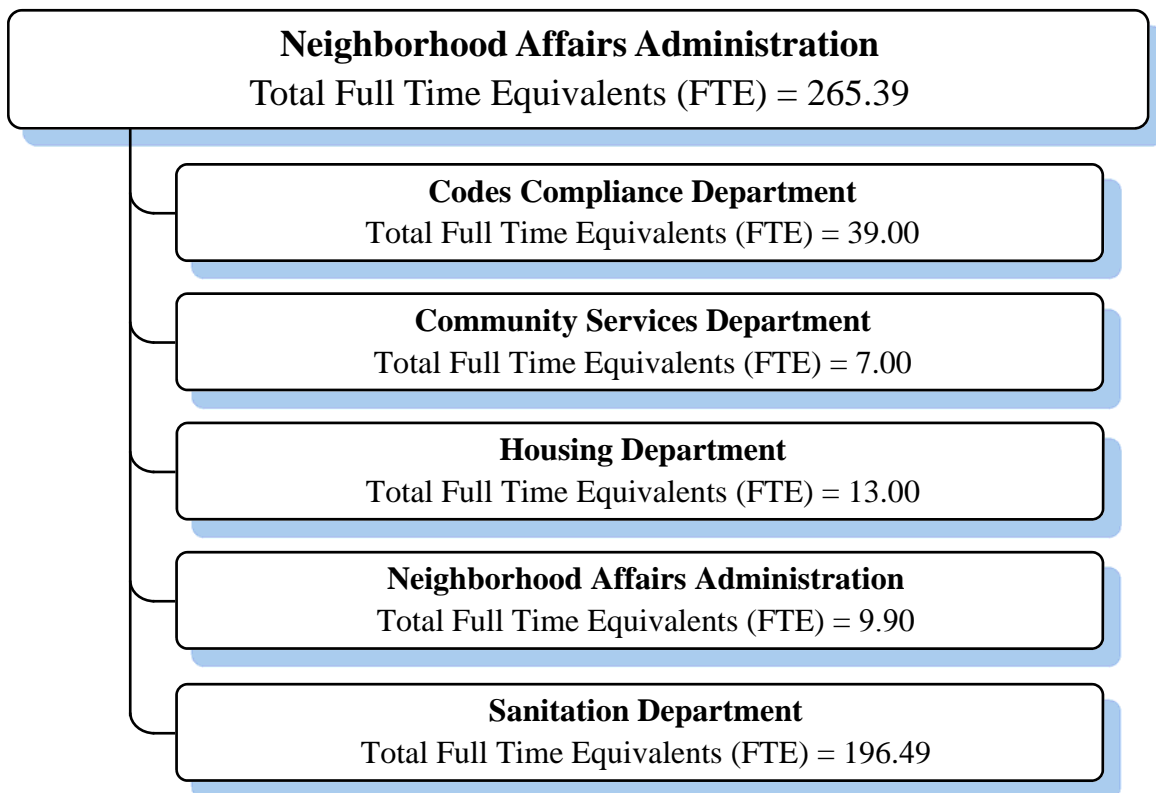 Neighborhood Affairs Administration
Total Full Time Equivalents (FTE) = 265.39
Codes Compliance Department
Total Full Time Equivalents (FTE) = 39.00
Community Services Department
Total Full Time Equivalents (FTE) = 7.00
Housing Department
Total Full Time Equivalents (FTE) = 13.00
Neighborhood Affairs Administration
Total Full Time Equivalents (FTE) = 9.90
Sanitation Department
Total Full Time Equivalents (FTE) = 196.49